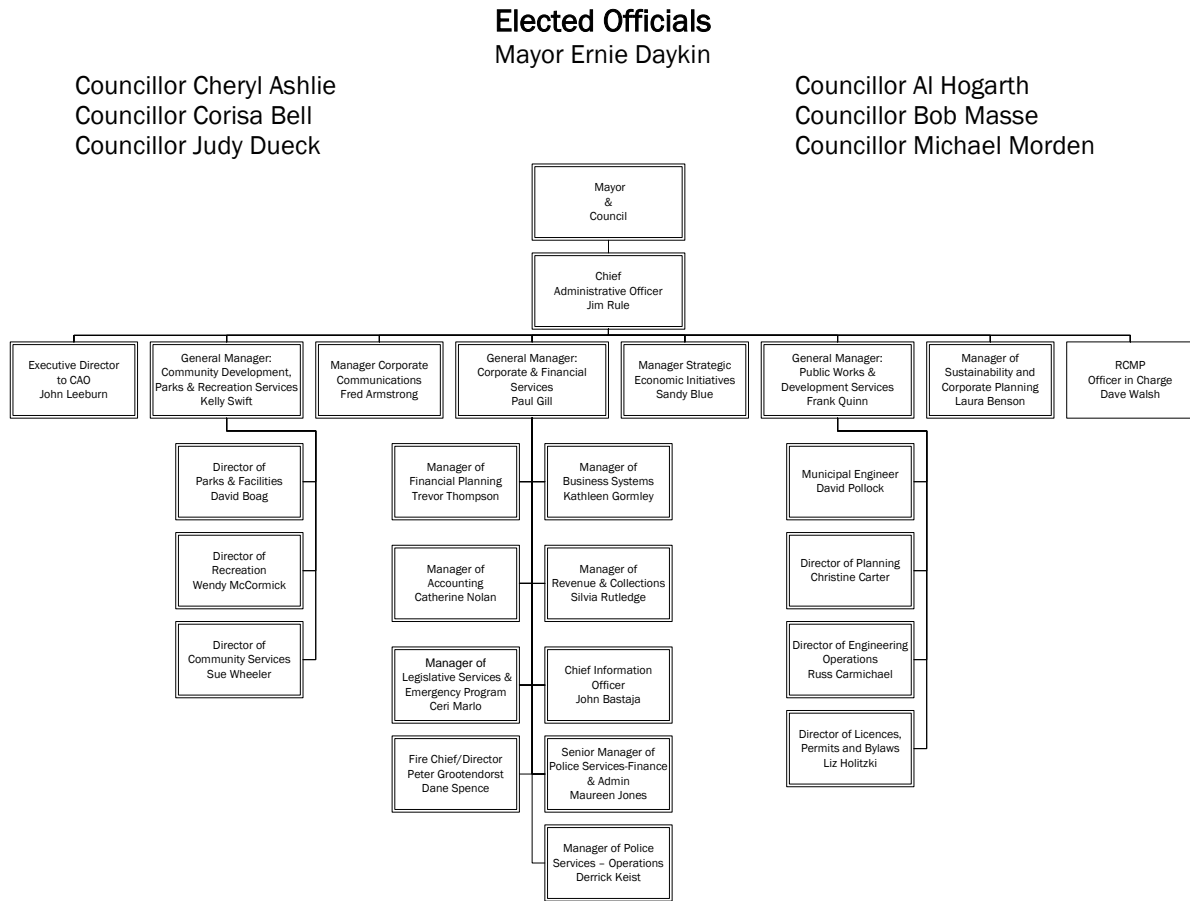 Elected Officials
Mayor Ernie Daykin
Councillor Cheryl Ashlie
Councillor Corisa Bell
Councillor Judy Dueck
Councillor Al Hogarth
Councillor Bob Masse
Councillor Michael Morden
Mayor
&
Council
Chief
Administrative Officer
Jim Rule
Executive Director
to CAO
John Leeburn
General Manager:
Community Development,
Parks & Recreation Services
Kelly Swift
Manager Corporate
Communications
Fred Armstrong
General Manager:
Corporate & Financial
Services
Paul Gill
Manager Strategic
Economic Initiatives
Sandy Blue
General Manager:
Public Works &
Development Services
Frank Quinn
Manager of
Sustainability and
Corporate Planning
Laura Benson
RCMP
Officer in Charge
Dave Walsh
Director of
Parks & Facilities
David Boag
Director of
Recreation
Wendy McCormick
Director of
Community Services
Sue Wheeler
Manager of
Financial Planning
Trevor Thompson
Manager of
Business Systems
Kathleen Gormley
Manager of
Accounting
Catherine Nolan
Manager of
Revenue & Collections
Silvia Rutledge
Manager of
Legislative Services &
Emergency Program
Ceri Marlo
Chief Information
Officer
John Bastaja
Fire Chief/Director
Peter Grootendorst
Dane Spence
Senior Manager of
Police Services-Finance
& Admin
Maureen Jones
Manager of Police
Services – Operations
Derrick Keist
Municipal Engineer
David Pollock
Director of Planning
Christine Carter
Director of Engineering
Operations
Russ Carmichael
Director of Licences,
Permits and Bylaws
Liz Holitzki